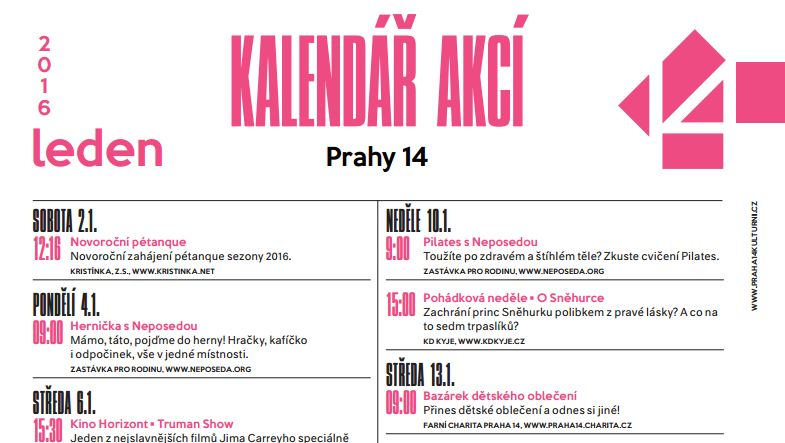 2
0
1
6
leden
KALENDÁŘ AKCÍ
Prahy 14
SOBOTA 2.1.
12:16 Novoroční pétanque
Novoroční zahájení pétanque sezony 2016.
KRISTÍNKA, Z.S., WWW.KRISTINKA.NET
PONDĚLÍ 4.1.
09:00 Hernička s Neposedou
Mámo, táto, pojďme do herny! Hračky, kafíčko
i odpočinek, vše v jedné místnosti.
ZASTÁVKA PRO RODINU, WWW.NEPOSEDA.ORG
STŘEDA 6.1.
15:30 Kino Horizont ▪ Truman Show
Jeden z nejslavnějších filmů Jima Carreyho speciálně
NEDĚLE 10.1.
9:00 Pilates s Neposedou
Toužíte po zdravém a štíhlém těle? Zkuste cvičení Pilates.
ZASTÁVKA PRO RODINU, WWW.NEPOSEDA.ORG
15:00 Pohádková neděle ▪ O Sněhurce
Zachrání princ Sněhurku polibkem z pravé lásky? A co na
to sedm trpaslíků?
KD KYJE, WWW.KDKYJE.CZ
STŘEDA 13.1.
09:00 Bazárek dětského oblečení
Přines dětské oblečení a odnes si jiné!
FARNÍ CHARITA PRAHA 14, WWW.PRAHA14.CHARITA.CZ
WWW.PRAHA14KULTURNI.CZ